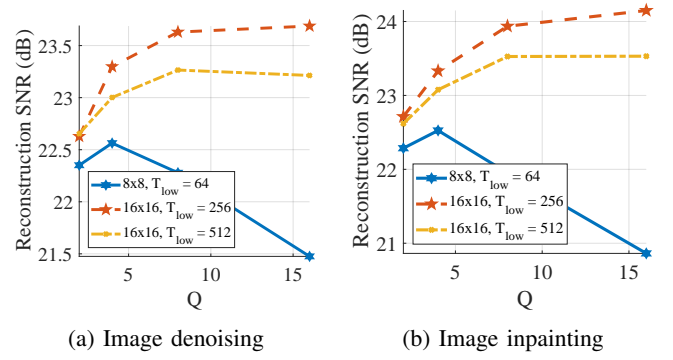 Reconstruction SNR (dB)
23.5
23
22.5
22
21.5
5
10
15
Q
8x8, T_low = 64
16x16, T_low = 256
16x16, T_low = 512
(a) Image denoising
Reconstruction SNR (dB)
24
23
22
21
5
10
15
Q
8x8, T_low = 64
16x16, T_low = 256
16x16, T_low = 512
(b) Image inpainting